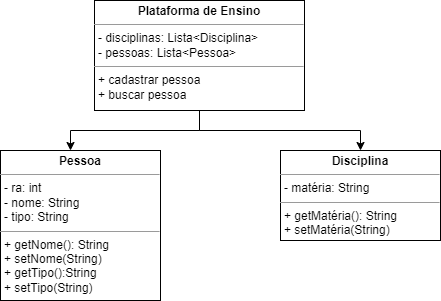 Plataforma de Ensino
- disciplinas: Lista<Disciplina>
- pessoas: Lista<Pessoa>
+ cadastrar pessoa
+ buscar pessoa
Pessoa
- ra: int
- nome: String
- tipo: String
+ getNome(): String
+ setNome(String)
+ getTipo():String
+ setTipo(String)
Disciplina
- matéria: String
+ getMatéria(): String
+ setMatéria(String)